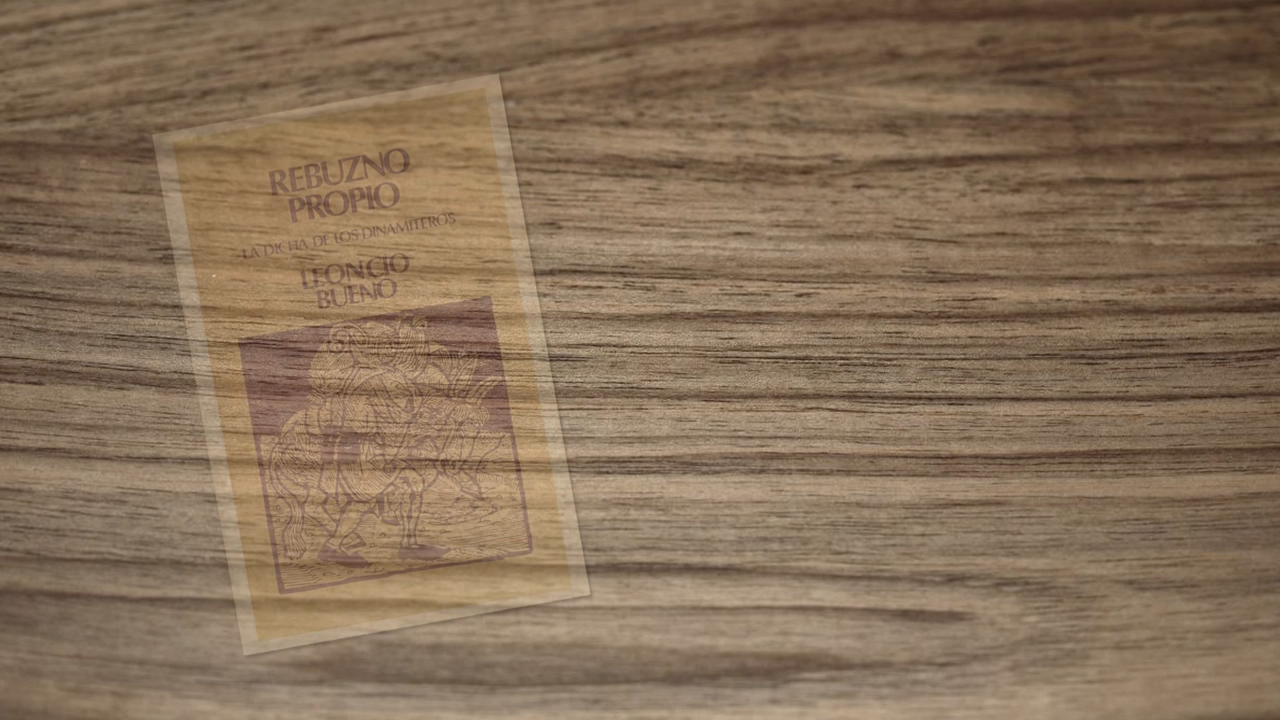 REBUZNO
PROPIO
LA DICHA DE LOS DINAMITEROS
LEONCIO
BUENO